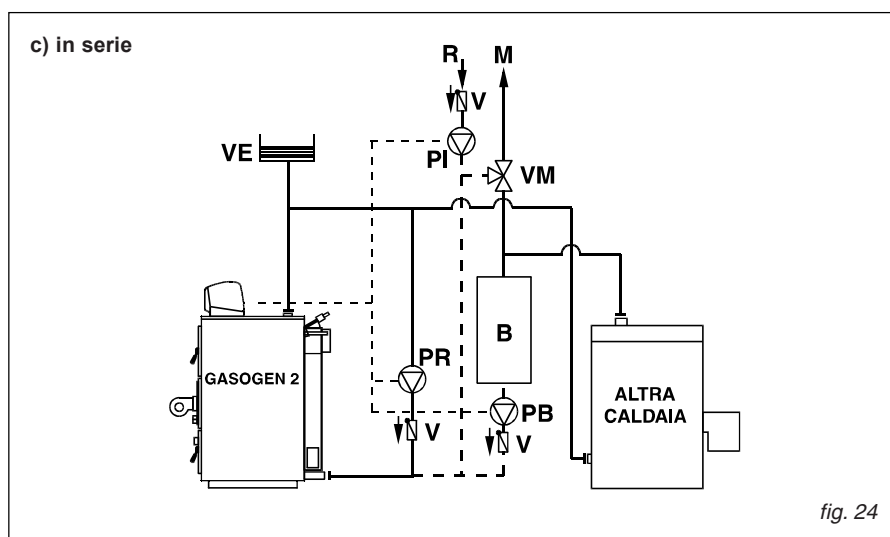 c) in serie
R
M
V
VE
PI
VM
B
GASOGEN 2
PR
PB
V
V
ALTRA
CALDAIA
fig. 24